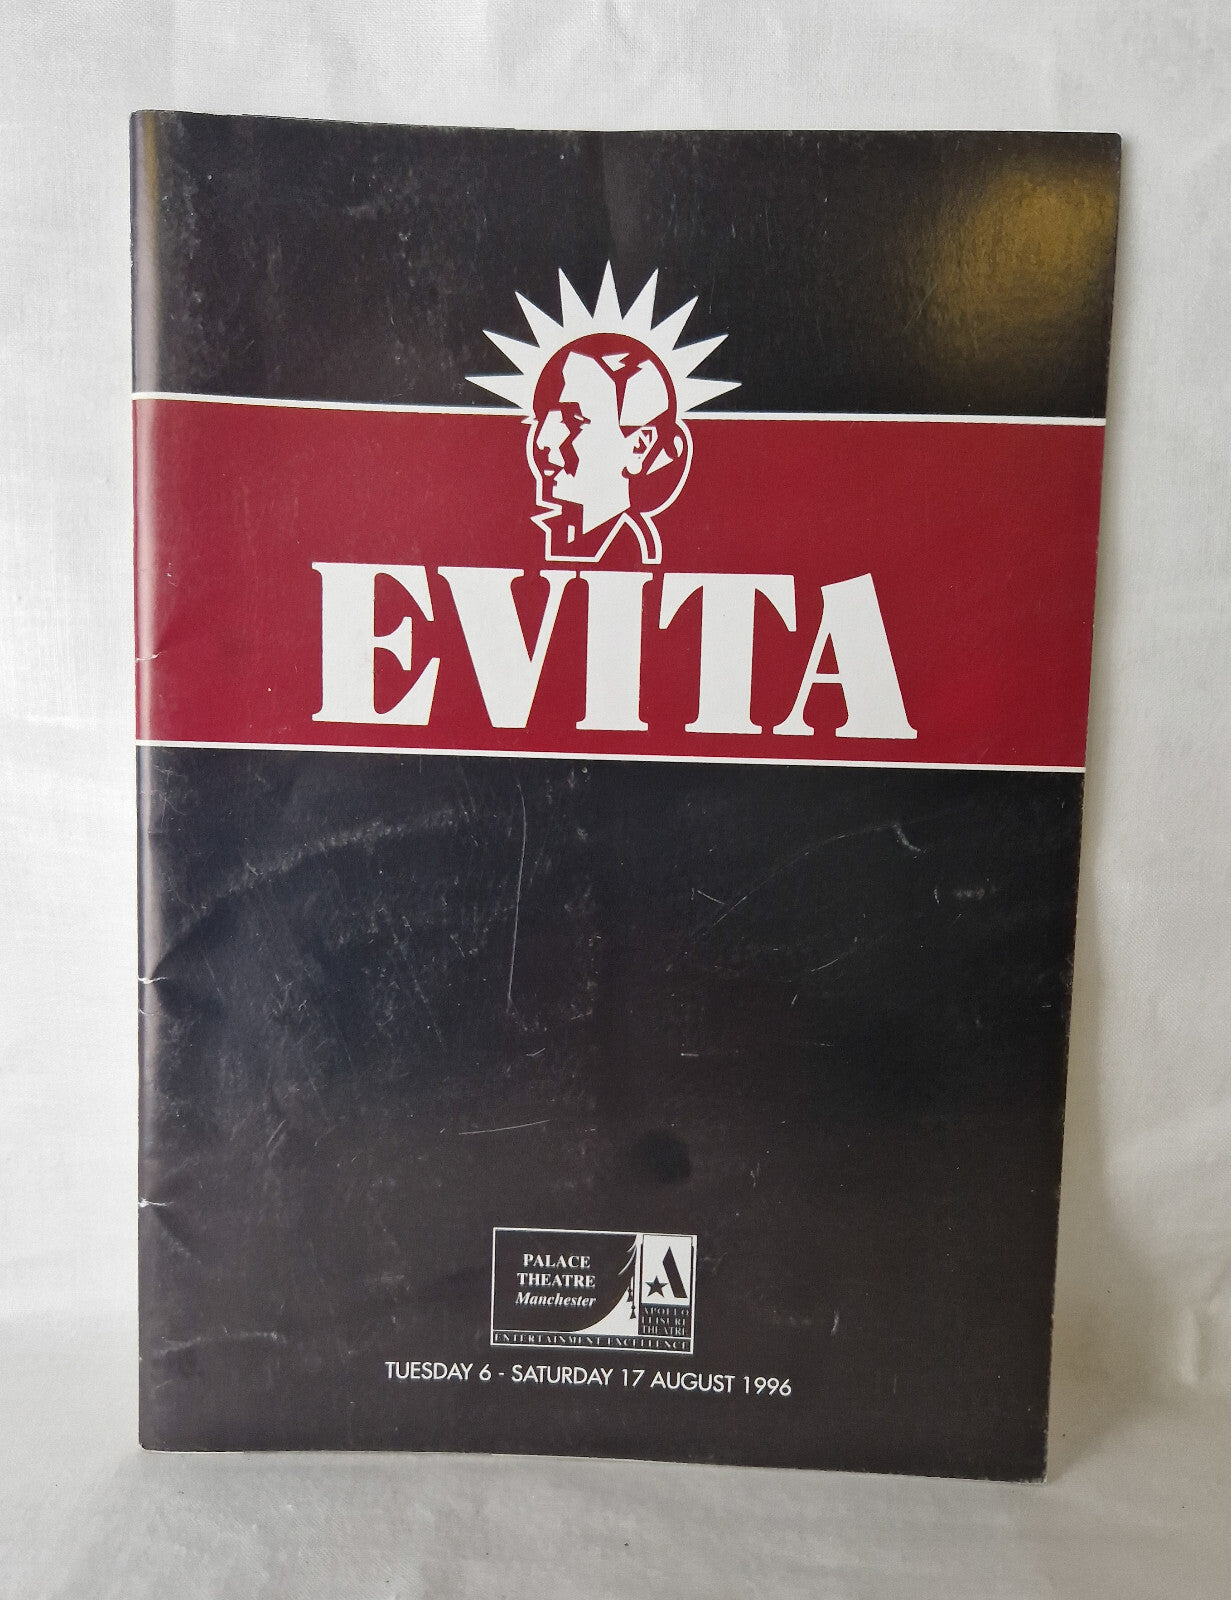 EVITA
PALACE
THEATRE
Manchester
A
APOLLO
LEISURE
THEATRE
ENTERTAINMENT EXCELLENCE
TUESDAY 6 - SATURDAY 17 AUGUST 1996